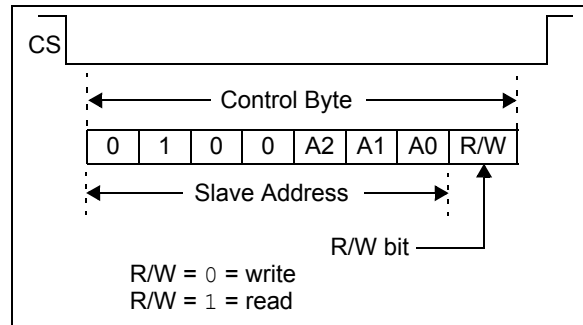 CS
Control Byte
0 1 0 0 A2 A1 A0 R/W
Slave Address
R/W bit
R/W = 0 = write
R/W = 1 = read